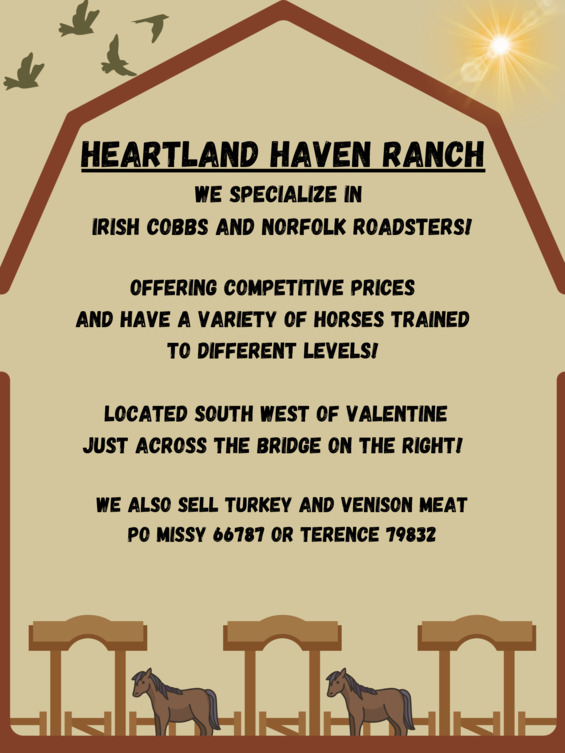 HEARTLAND HAVEN RANCH
WE SPECIALIZE IN
IRISH COBBS AND NORFOLK ROADSTERS!
OFFERING COMPETITIVE PRICES
AND HAVE A VARIETY OF HORSES TRAINED
TO DIFFERENT LEVELS!
LOCATED SOUTH WEST OF VALENTINE
JUST ACROSS THE BRIDGE ON THE RIGHT!
WE ALSO SELL TURKEY AND VENISON MEAT
PO MISSY 66787 OR TERENCE 79832